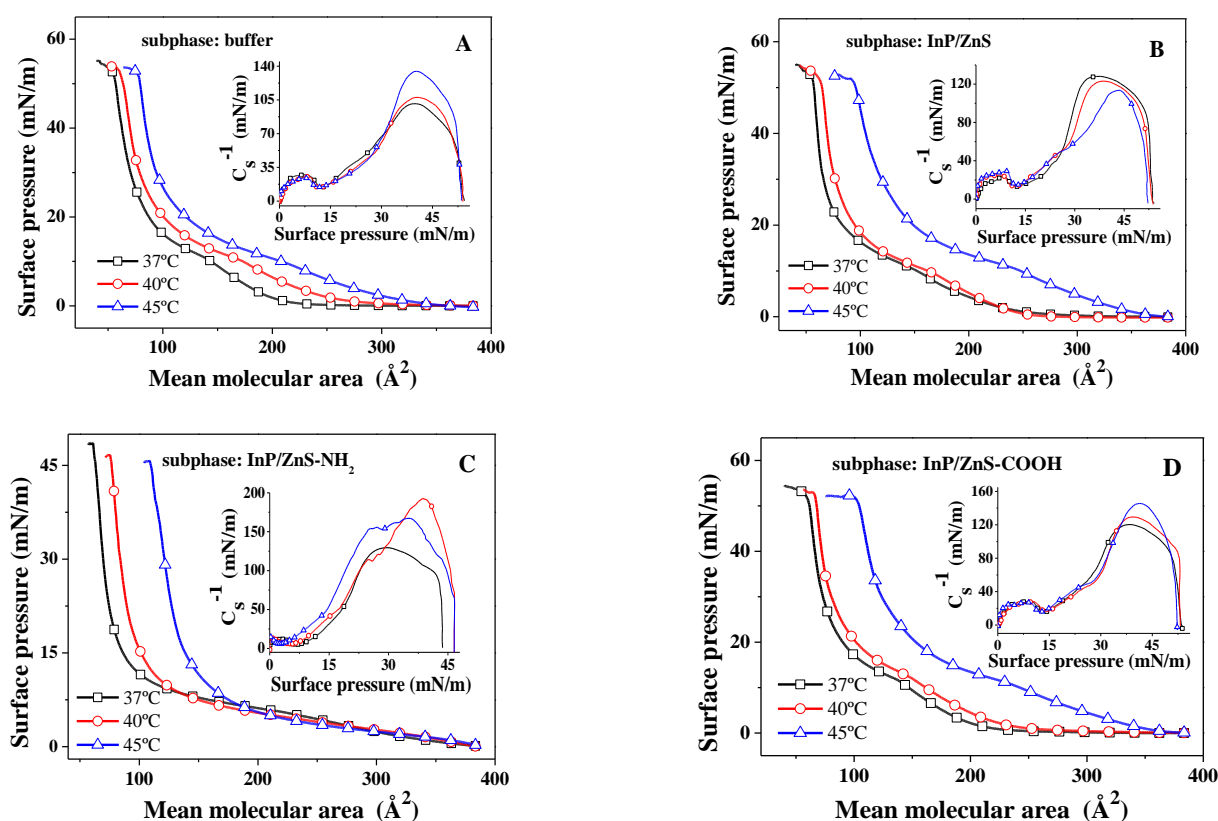 subphase: buffer
A
Surface pressure (mN/m)
60
40
20
0
100
200
300
400
Mean molecular area (Å²)
37ºC
40ºC
45ºC
Cs⁻¹ (mN/m)
140
105
70
35
0
0
15
30
45
Surface pressure (mN/m)
subphase: InP/ZnS
B
Surface pressure (mN/m)
60
40
20
0
100
200
300
400
Mean molecular area (Å²)
37ºC
40ºC
45ºC
Cs⁻¹ (mN/m)
120
80
40
0
0
15
30
45
Surface pressure (mN/m)
subphase: InP/ZnS-NH₂
C
Surface pressure (mN/m)
45
30
15
0
100
200
300
400
Mean molecular area (Å²)
37ºC
40ºC
45ºC
Cs⁻¹ (mN/m)
200
150
100
50
0
0
15
30
45
Surface pressure (mN/m)
subphase: InP/ZnS-COOH
D
Surface pressure (mN/m)
60
40
20
0
100
200
300
400
Mean molecular area (Å²)
37ºC
40ºC
45ºC
Cs⁻¹ (mN/m)
160
120
80
40
0
0
15
30
45
Surface pressure (mN/m)